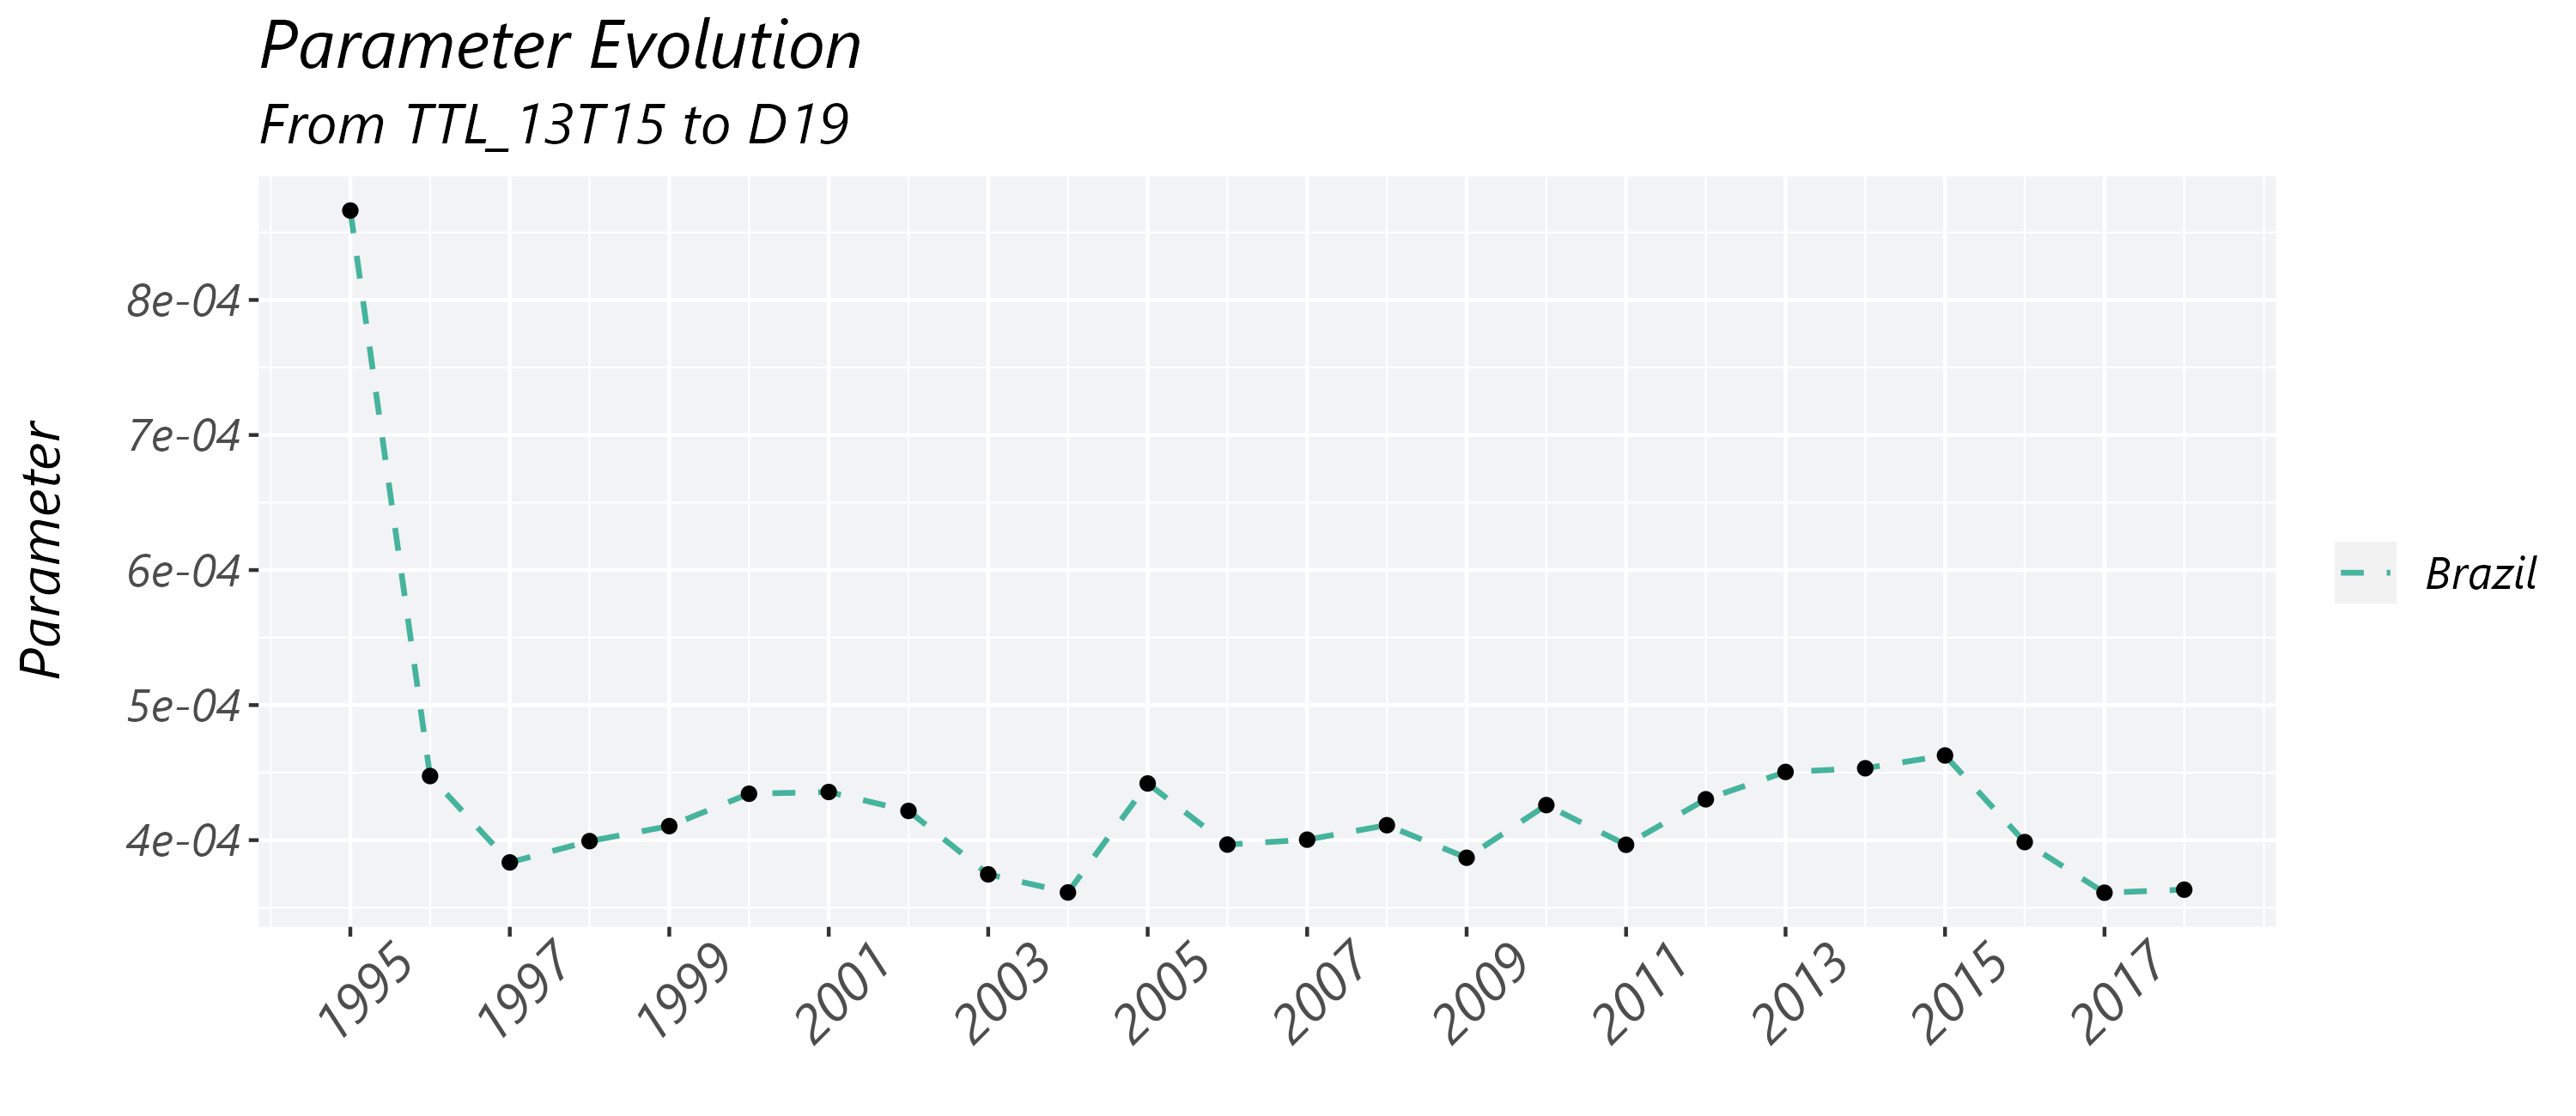 Parameter Evolution
From TTL_13T15 to D19
Parameter
8e-04
7e-04
6e-04
5e-04
4e-04
1995
1997
1999
2001
2003
2005
2007
2009
2011
2013
2015
2017
Brazil